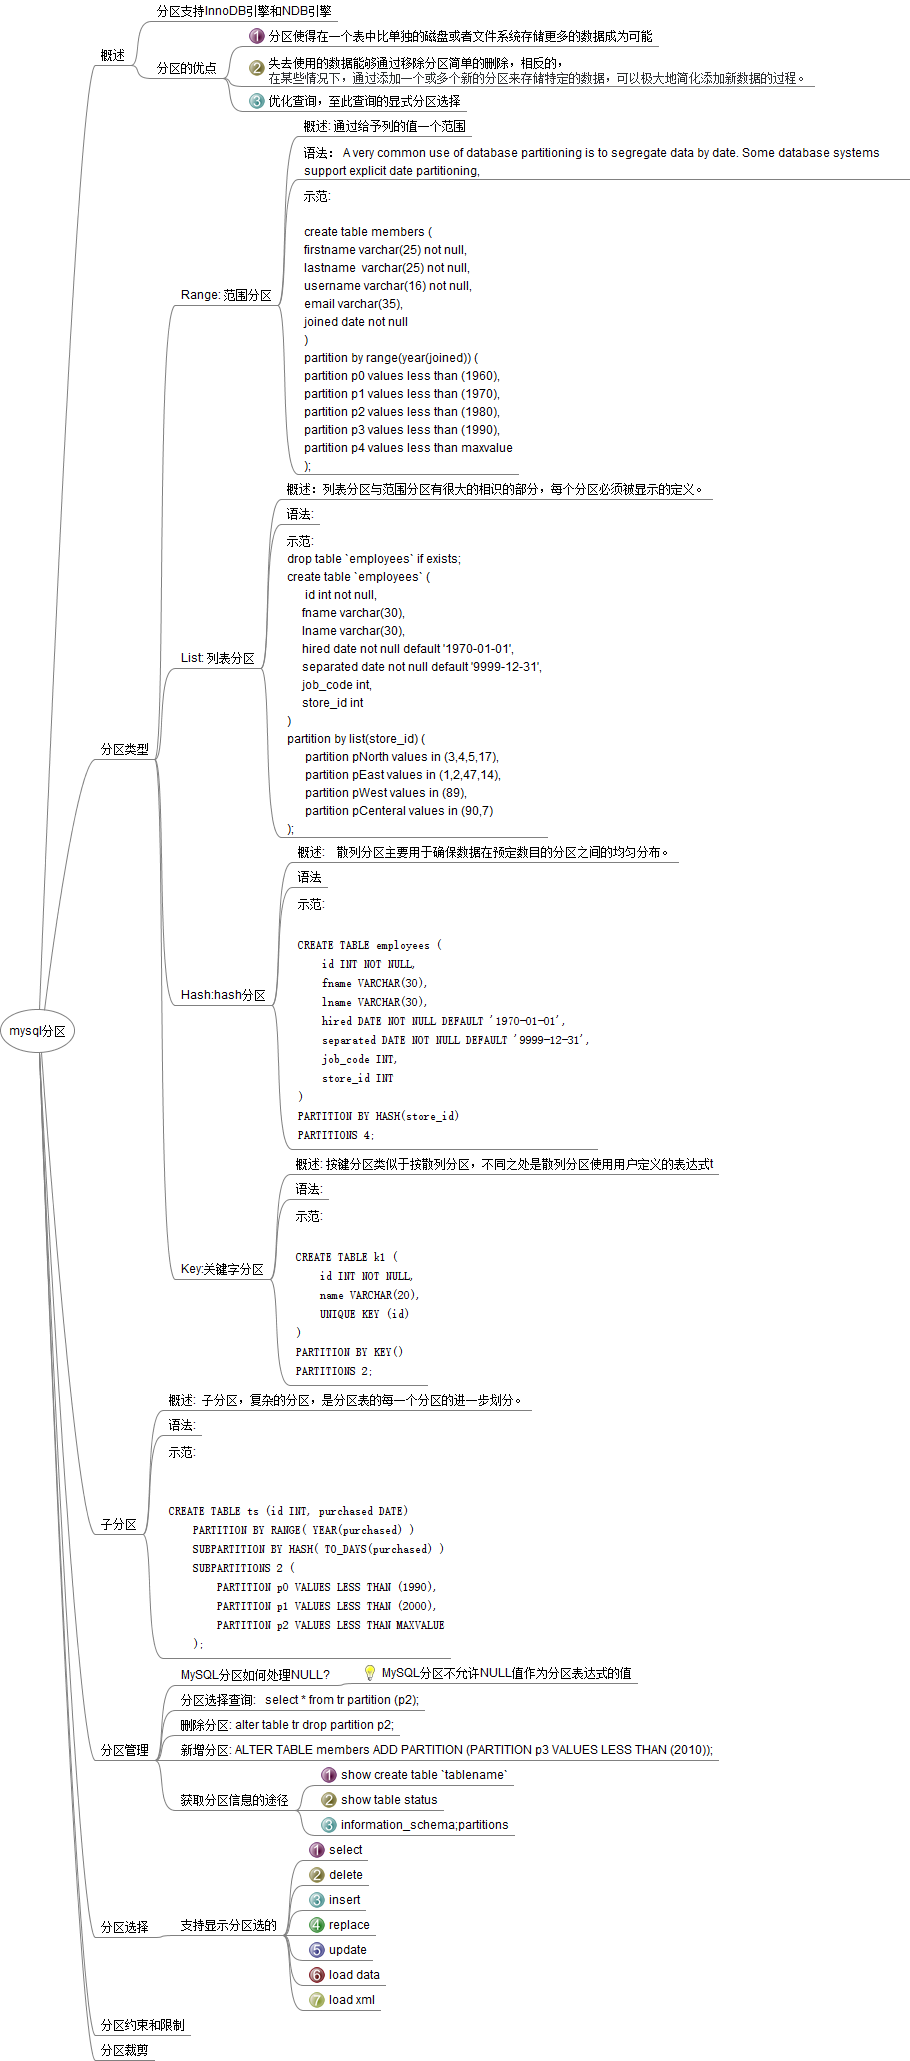 mysql分区
概述
分区支持InnoDB引擎和NDB引擎
分区的优点
1 分区使得在一个表中比单独的磁盘或者文件系统存储更多的数据成为可能
2 失去使用的数据能够通过移除分区简单的删除，相反的，
在某些情况下，通过添加一个或多个新的分区来存储特定的数据，可以极大地简化添加新数据的过程。
3 优化查询，至此查询的显式分区选择
分区类型
Range: 范围分区
概述: 通过给予列的值一个范围
语法： A very common use of database partitioning is to segregate data by date. Some database systems
support explicit date partitioning,
示范:
create table members (
firstname varchar(25) not null,
lastname  varchar(25) not null,
username varchar(16) not null,
email varchar(35),
joined date not null
)
partition by range(year(joined)) (
partition p0 values less than (1960),
partition p1 values less than (1970),
partition p2 values less than (1980),
partition p3 values less than (1990),
partition p4 values less than maxvalue
);
List: 列表分区
概述：列表分区与范围分区有很大的相识的部分，每个分区必须被显示的定义。
语法:
示范:
drop table `employees` if exists;
create table `employees` (
id int not null,
fname varchar(30),
lname varchar(30),
hired date not null default '1970-01-01',
separated date not null default '9999-12-31',
job_code int,
store_id int
)
partition by list(store_id) (
partition pNorth values in (3,4,5,17),
partition pEast values in (1,2,47,14),
partition pWest values in (89),
partition pCenteral values in (90,7)
);
Hash:hash分区
概述:   散列分区主要用于确保数据在预定数目的分区之间的均匀分布。
语法
示范:
CREATE TABLE employees (
id INT NOT NULL,
fname VARCHAR(30),
lname VARCHAR(30),
hired DATE NOT NULL DEFAULT '1970-01-01',
separated DATE NOT NULL DEFAULT '9999-12-31',
job_code INT,
store_id INT
)
PARTITION BY HASH(store_id)
PARTITIONS 4;
Key:关键字分区
概述: 按键分区类似于按散列分区，不同之处是散列分区使用用户定义的表达式t
语法:
示范:
CREATE TABLE k1 (
id INT NOT NULL,
name VARCHAR(20),
UNIQUE KEY (id)
)
PARTITION BY KEY()
PARTITIONS 2;
子分区
概述:  子分区，复杂的分区，是分区表的每一个分区的进一步划分。
语法:
示范:
CREATE TABLE ts (id INT, purchased DATE)
PARTITION BY RANGE( YEAR(purchased) )
SUBPARTITION BY HASH( TO_DAYS(purchased) )
SUBPARTITIONS 2 (
PARTITION p0 VALUES LESS THAN (1990),
PARTITION p1 VALUES LESS THAN (2000),
PARTITION p2 VALUES LESS THAN MAXVALUE
);
分区管理
MySQL分区如何处理NULL?
MySQL分区不允许NULL值作为分区表达式的值
分区选择查询:   select * from tr partition (p2);
删除分区: alter table tr drop partition p2;
新增分区: ALTER TABLE members ADD PARTITION (PARTITION p3 VALUES LESS THAN (2010));
获取分区信息的途径
1 show create table `tablename`
2 show table status
3 information_schema;partitions
分区选择
支持显示分区选的
1 select
2 delete
3 insert
4 replace
5 update
6 load data
7 load xml
分区约束和限制
分区裁剪